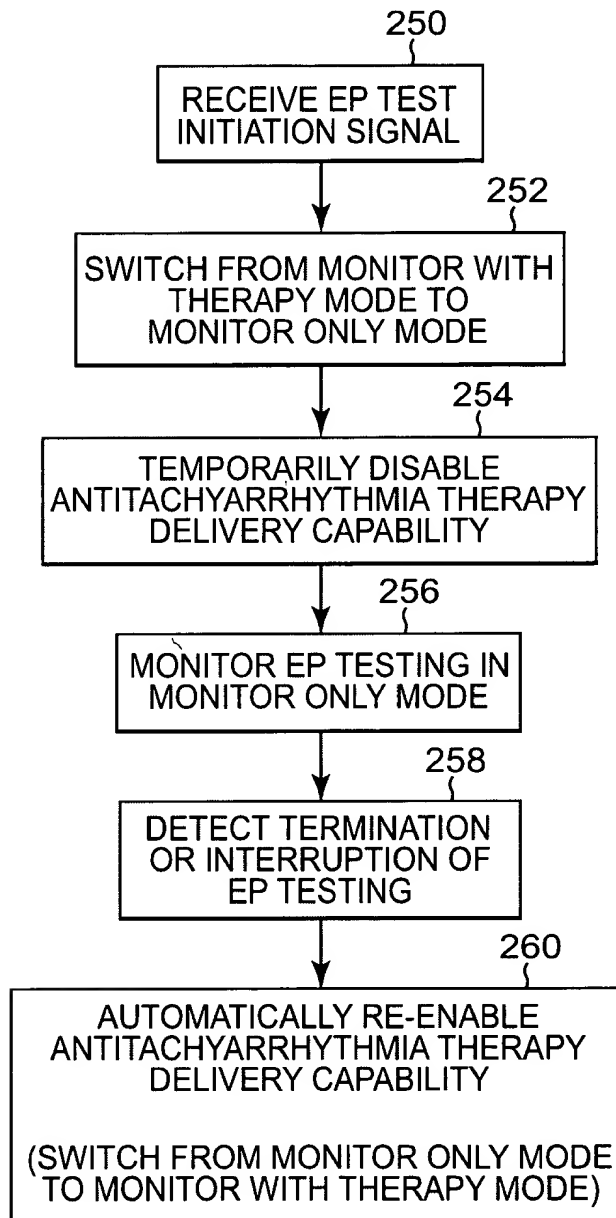 250
RECEIVE EP TEST
INITIATION SIGNAL
252
SWITCH FROM MONITOR WITH
THERAPY MODE TO
MONITOR ONLY MODE
254
TEMPORARILY DISABLE
ANTITACHYARRHYTHMIA THERAPY
DELIVERY CAPABILITY
256
MONITOR EP TESTING IN
MONITOR ONLY MODE
258
DETECT TERMINATION
OR INTERRUPTION OF
EP TESTING
260
AUTOMATICALLY RE-ENABLE
ANTITACHYARRHYTHMIA THERAPY
DELIVERY CAPABILITY
(SWITCH FROM MONITOR ONLY MODE
TO MONITOR WITH THERAPY MODE)